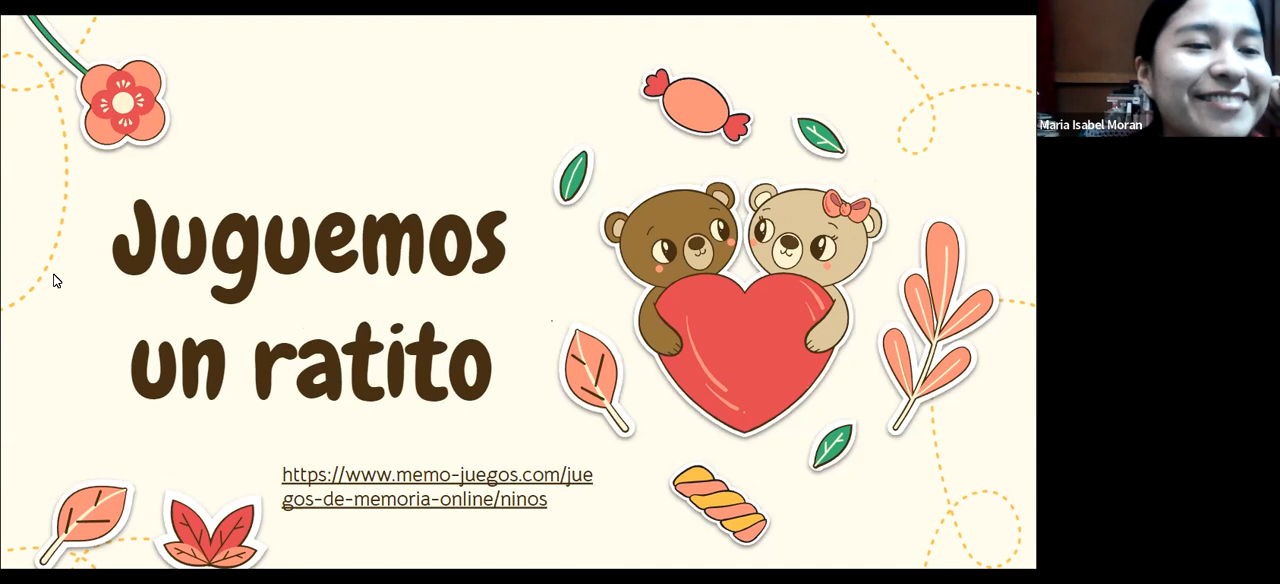 Juguemos
un ratito
https://www.memo-juegos.com/jue
gos-de-memoria-online/ninos
Maria Isabel Moran